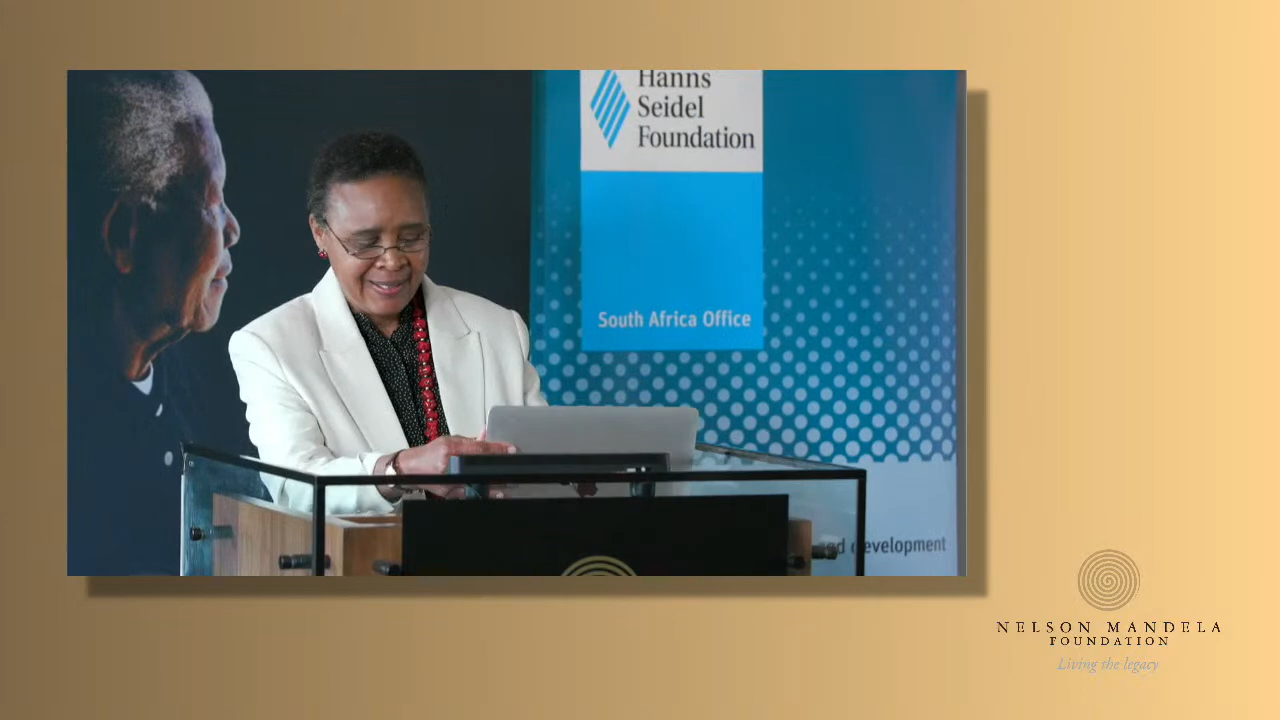 Hanns
Seidel
Foundation
South Africa Office
development
NELSON MANDELA
FOUNDATION
Living the legacy